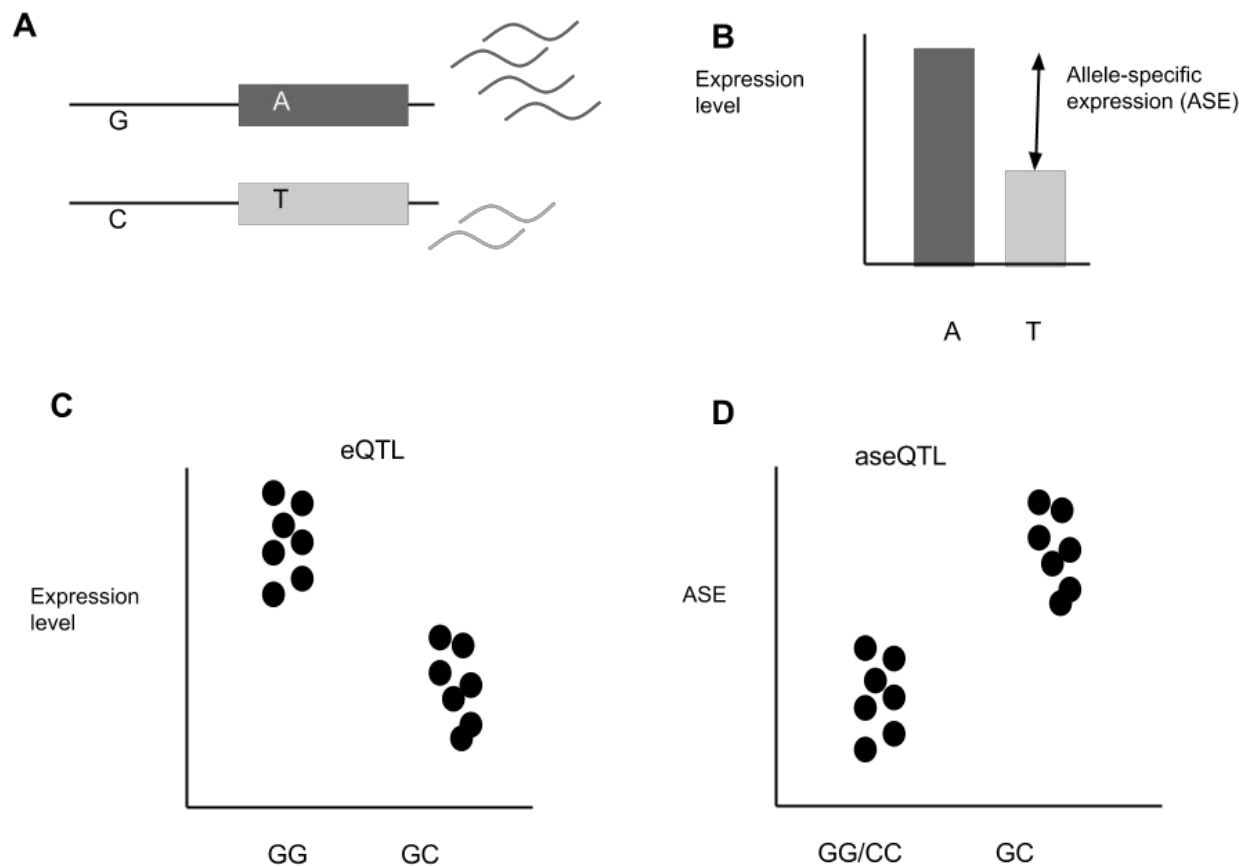 A
G
A
C
T
B
Expression
level
Allele-specific
expression (ASE)
A
T
C
eQTL
Expression
level
GG
GC
D
aseQTL
ASE
GG/CC
GC